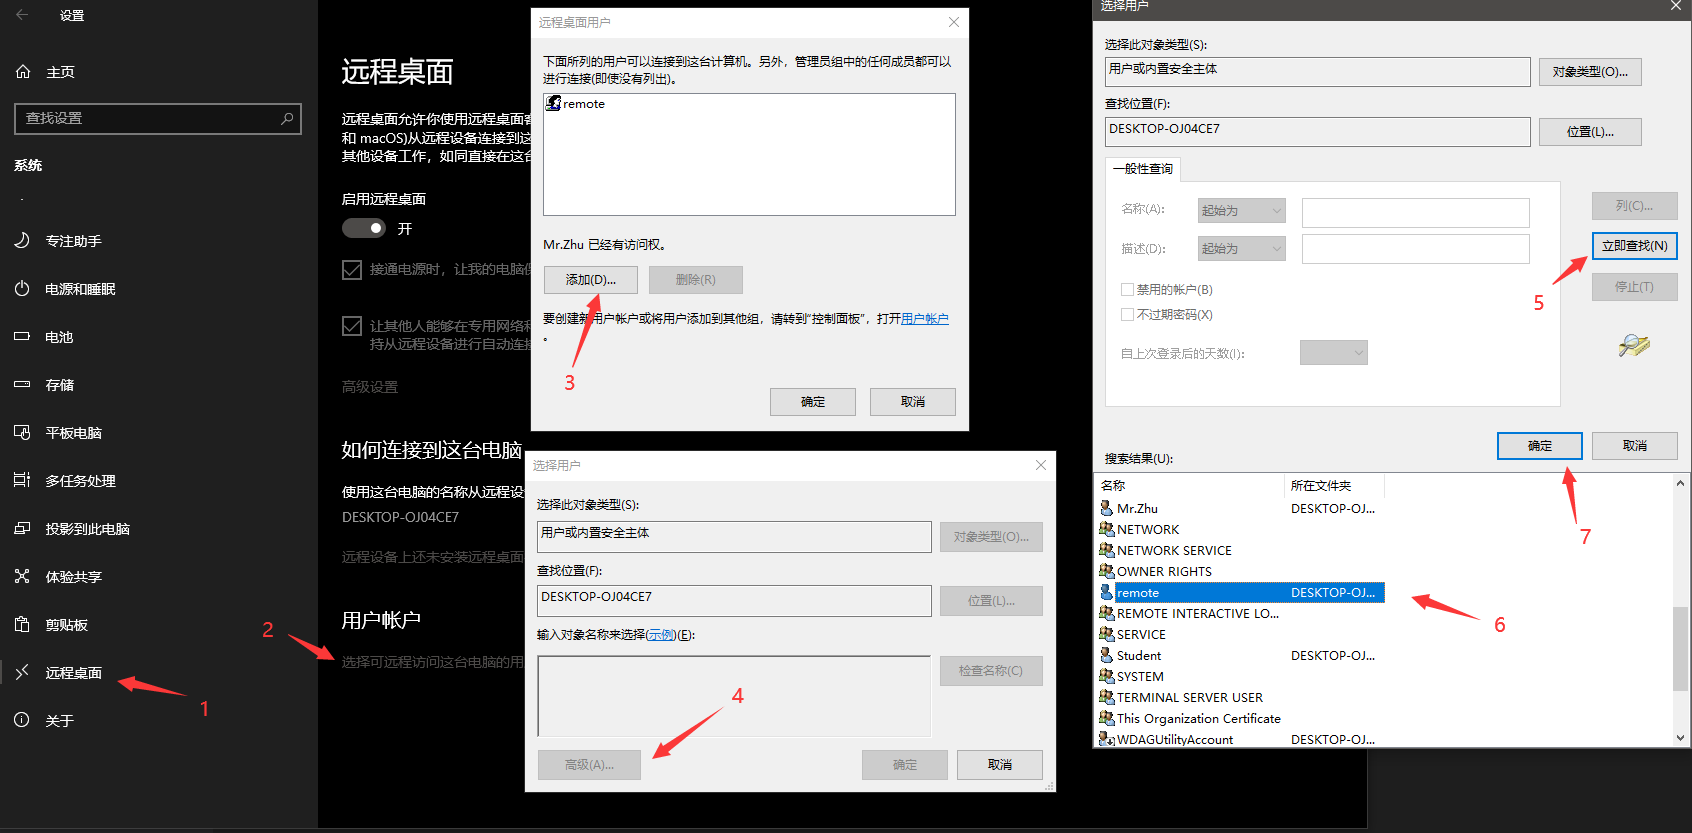 设置
主页
查找设置
系统
专注助手
电源和睡眠
电池
存储
平板电脑
多任务处理
投影到此电脑
体验共享
剪贴板
远程桌面
关于
1
远程桌面
远程桌面允许你使用远程桌面
和 macOS)从远程设备连接到这
其他设备工作，如同直接在这台
启用远程桌面
开
接通电源时，让我的电脑
让其他人能够在专用网络和
持从远程设备进行自动连接
高级设置
如何连接到这台电脑
使用这台电脑的名称从远程设
DESKTOP-OJ04CE7
远程设备上还未安装远程桌面
用户帐户
2
选择可远程访问这台电脑的用
远程桌面用户
下面所列的用户可以连接到这台计算机。另外，管理员组中的任何成员都可以
进行连接(即使没有列出)。
remote
Mr.Zhu 已经有访问权。
添加(D)...
删除(R)
要创建新用户帐户或将用户添加到其他组，请转到"控制面板"，打开用户帐户
。
3
确定
取消
选择用户
选择此对象类型(S):
用户或内置安全主体
对象类型(O)...
查找位置(F):
DESKTOP-OJ04CE7
位置(L)...
输入对象名称来选择(示例)(E):
检查名称(C)
4
高级(A)...
确定
取消
选择用户
选择此对象类型(S):
用户或内置安全主体
对象类型(O)...
查找位置(F):
DESKTOP-OJ04CE7
位置(L)...
一般性查询
名称(A):
起始为
描述(D):
起始为
禁用的帐户(B)
不过期密码(X)
自上次登录后的天数(I):
列(C)...
立即查找(N)
停止(T)
5
确定
取消
搜索结果(U):
名称
所在文件夹
Mr.Zhu
DESKTOP-OJ...
NETWORK
NETWORK SERVICE
OWNER RIGHTS
remote
DESKTOP-OJ...
REMOTE INTERACTIVE LO...
SERVICE
Student
DESKTOP-OJ...
SYSTEM
TERMINAL SERVER USER
This Organization Certificate
WDAGUtilityAccount
DESKTOP-OJ...
7
6